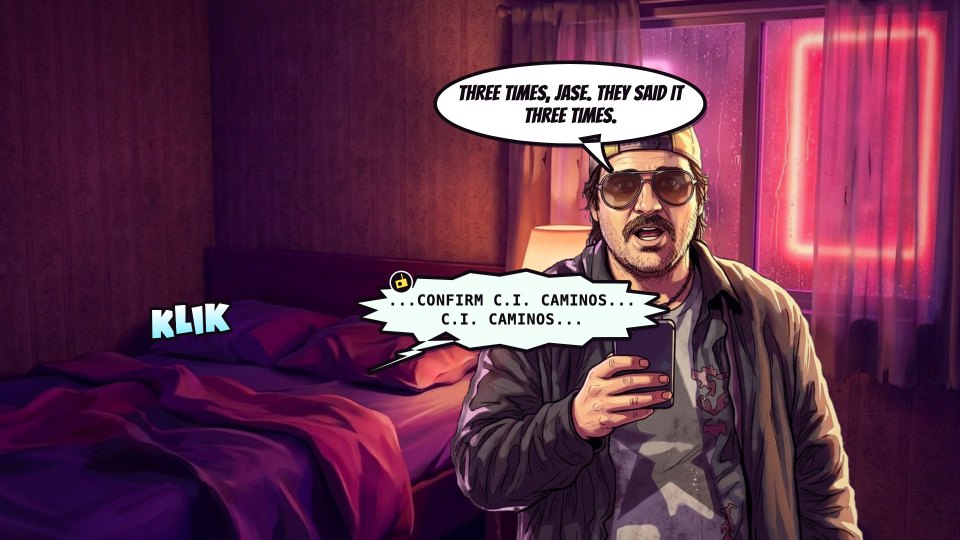 THREE TIMES, JASE. THEY SAID IT
THREE TIMES.
...CONFIRM C.I. CAMINOS...
C.I. CAMINOS...
KLIK